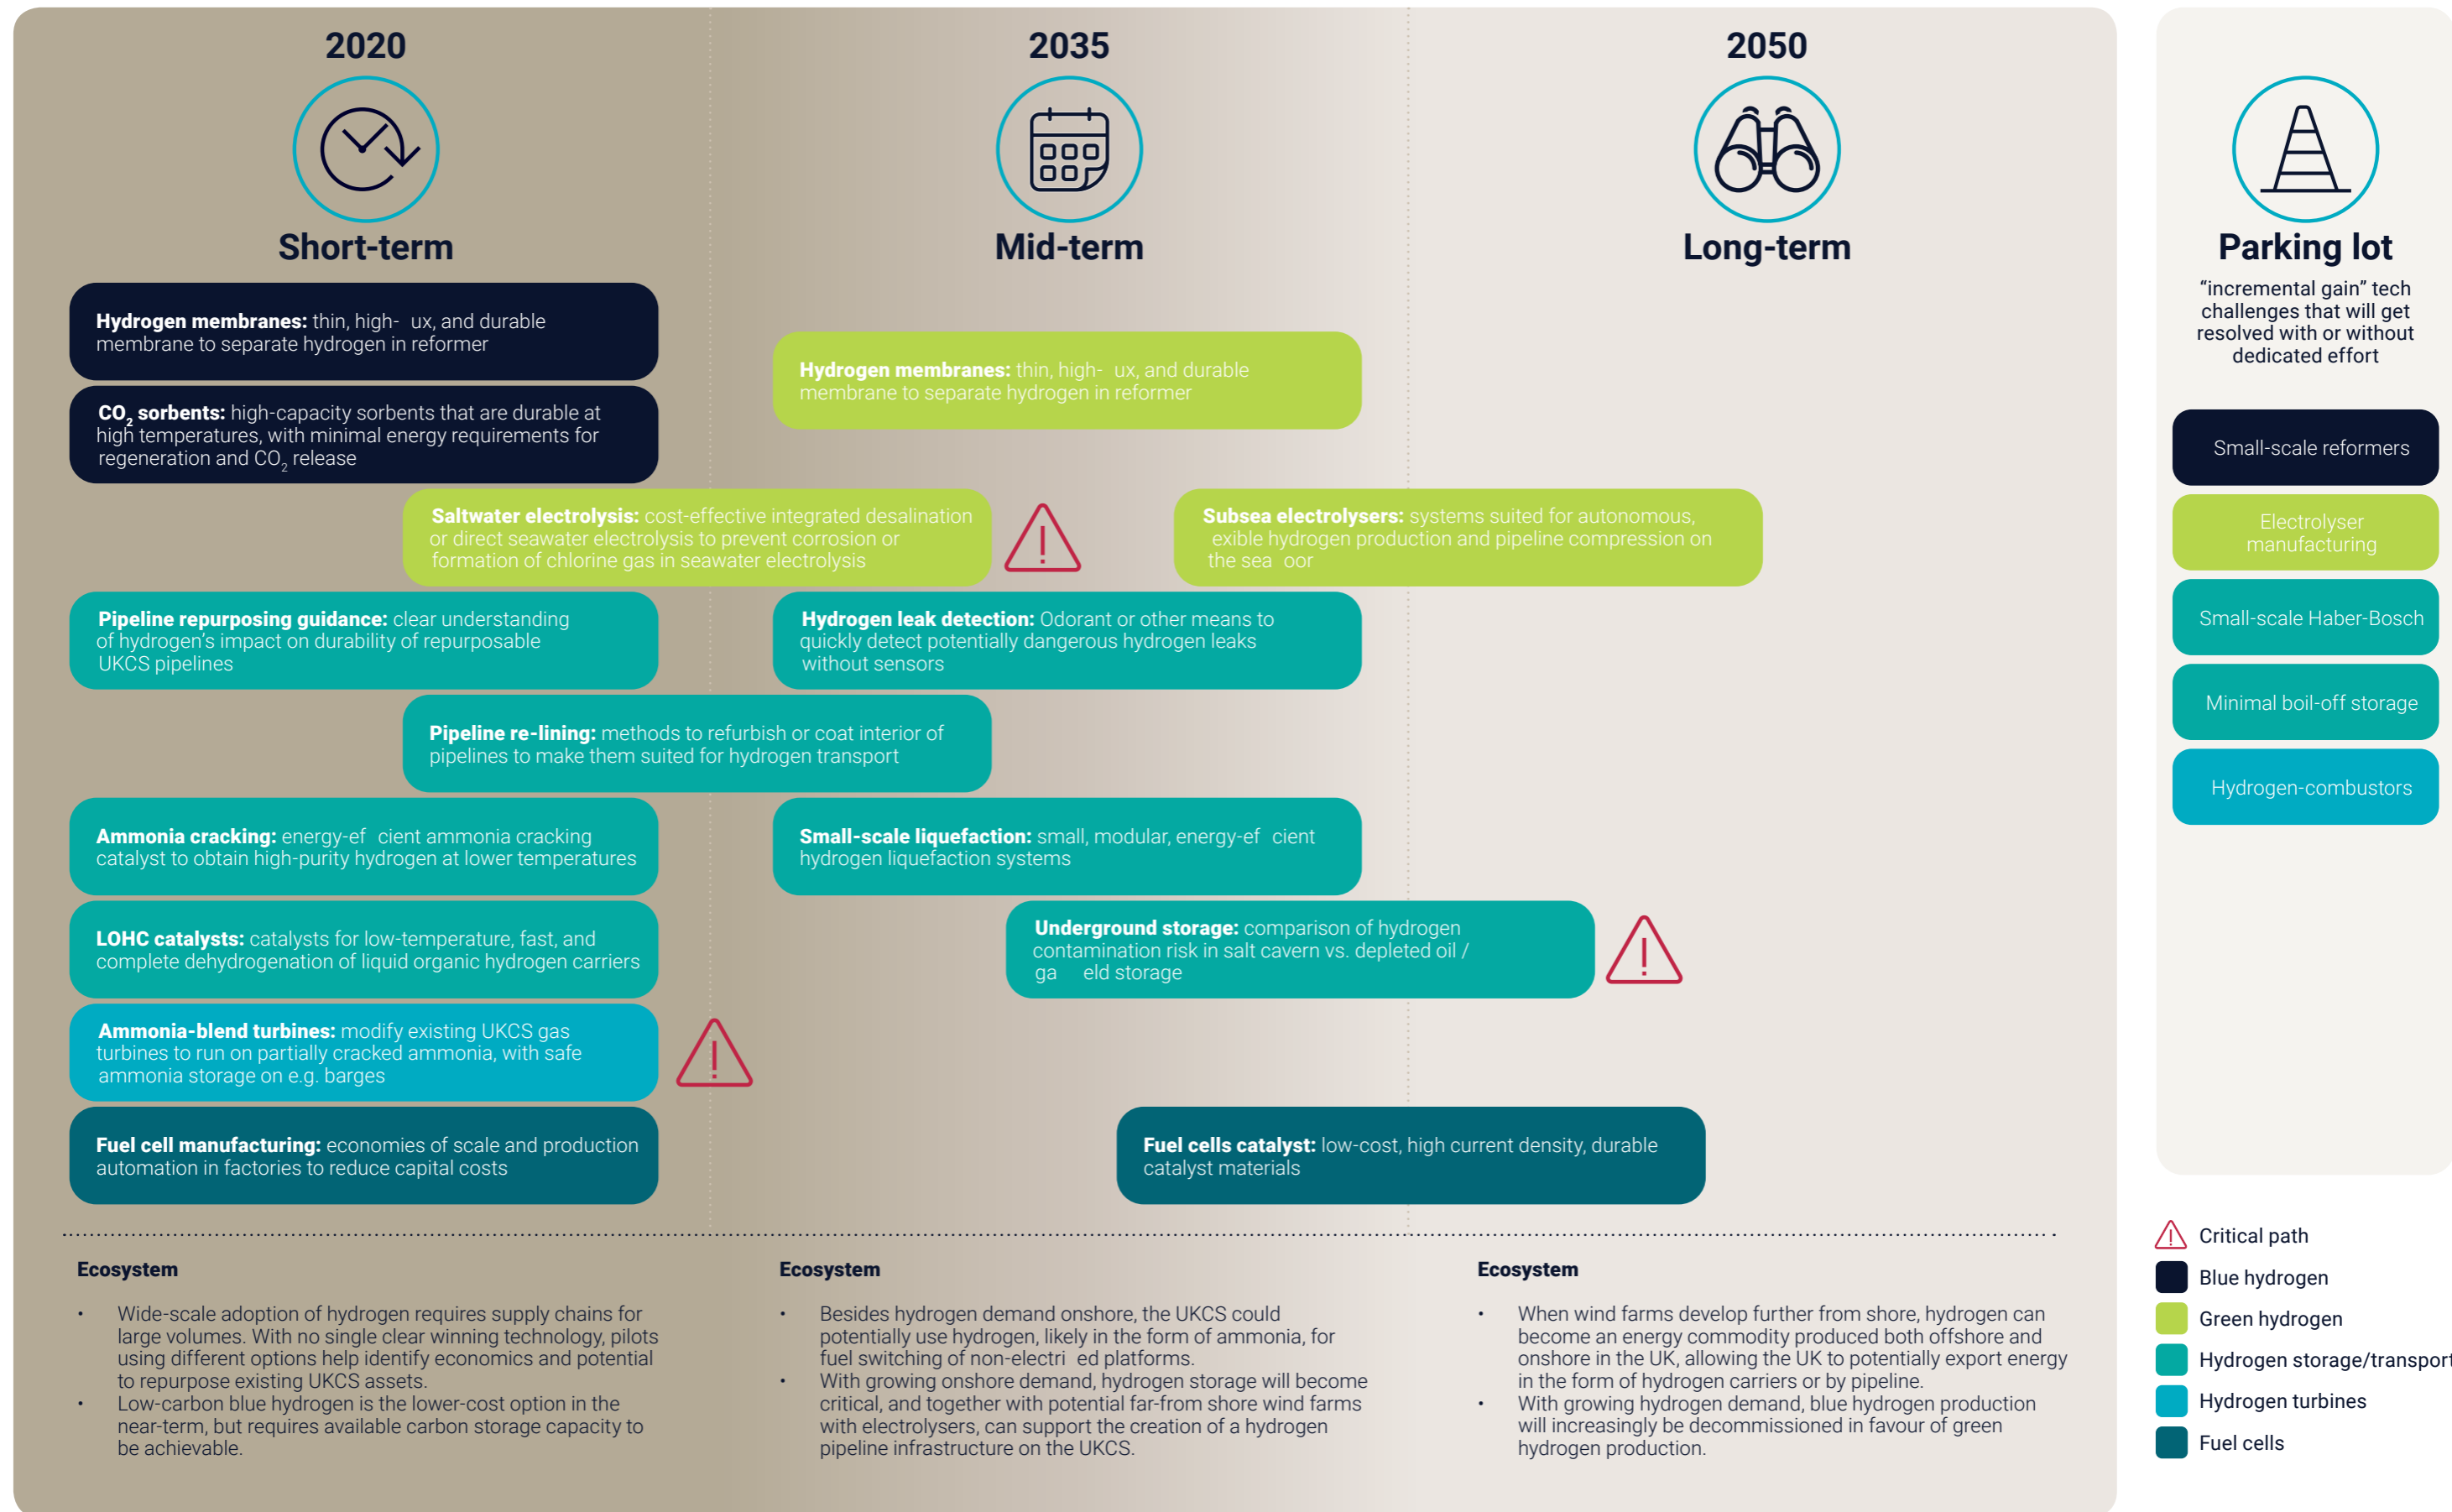 2020
Short-term
2035
Mid-term
2050
Long-term
Hydrogen membranes: thin, high- ux, and durable
membrane to separate hydrogen in reformer
CO2 sorbents: high-capacity sorbents that are durable at
high temperatures, with minimal energy requirements for
regeneration and CO2 release
Hydrogen membranes: thin, high- ux, and durable
membrane to separate hydrogen in reformer
Saltwater electrolysis: cost-effective integrated desalination
or direct seawater electrolysis to prevent corrosion or
formation of chlorine gas in seawater electrolysis
Subsea electrolysers: systems suited for autonomous,
exible hydrogen production and pipeline compression on
the sea oor
Pipeline repurposing guidance: clear understanding
of hydrogen's impact on durability of repurposable
UKCS pipelines
Hydrogen leak detection: Odorant or other means to
quickly detect potentially dangerous hydrogen leaks
without sensors
Pipeline re-lining: methods to refurbish or coat interior of
pipelines to make them suited for hydrogen transport
Ammonia cracking: energy-ef cient ammonia cracking
catalyst to obtain high-purity hydrogen at lower temperatures
Small-scale liquefaction: small, modular, energy-ef cient
hydrogen liquefaction systems
LOHC catalysts: catalysts for low-temperature, fast, and
complete dehydrogenation of liquid organic hydrogen carriers
Underground storage: comparison of hydrogen
contamination risk in salt cavern vs. depleted oil /
ga eld storage
Ammonia-blend turbines: modify existing UKCS gas
turbines to run on partially cracked ammonia, with safe
ammonia storage on e.g. barges
Fuel cell manufacturing: economies of scale and production
automation in factories to reduce capital costs
Fuel cells catalyst: low-cost, high current density, durable
catalyst materials
Ecosystem
• Wide-scale adoption of hydrogen requires supply chains for
large volumes. With no single clear winning technology, pilots
using different options help identify economics and potential
to repurpose existing UKCS assets.
• Low-carbon blue hydrogen is the lower-cost option in the
near-term, but requires available carbon storage capacity to
be achievable.
Ecosystem
• Besides hydrogen demand onshore, the UKCS could
potentially use hydrogen, likely in the form of ammonia, for
fuel switching of non-electri ed platforms.
• With growing onshore demand, hydrogen storage will become
critical, and together with potential far-from shore wind farms
with electrolysers, can support the creation of a hydrogen
pipeline infrastructure on the UKCS.
Ecosystem
• When wind farms develop further from shore, hydrogen can
become an energy commodity produced both offshore and
onshore in the UK, allowing the UK to potentially export energy
in the form of hydrogen carriers or by pipeline.
• With growing hydrogen demand, blue hydrogen production
will increasingly be decommissioned in favour of green
hydrogen production.
Parking lot
"incremental gain" tech
challenges that will get
resolved with or without
dedicated effort
Small-scale reformers
Electrolyser
manufacturing
Small-scale Haber-Bosch
Minimal boil-off storage
Hydrogen-combustors
Critical path
Blue hydrogen
Green hydrogen
Hydrogen storage/transport
Hydrogen turbines
Fuel cells